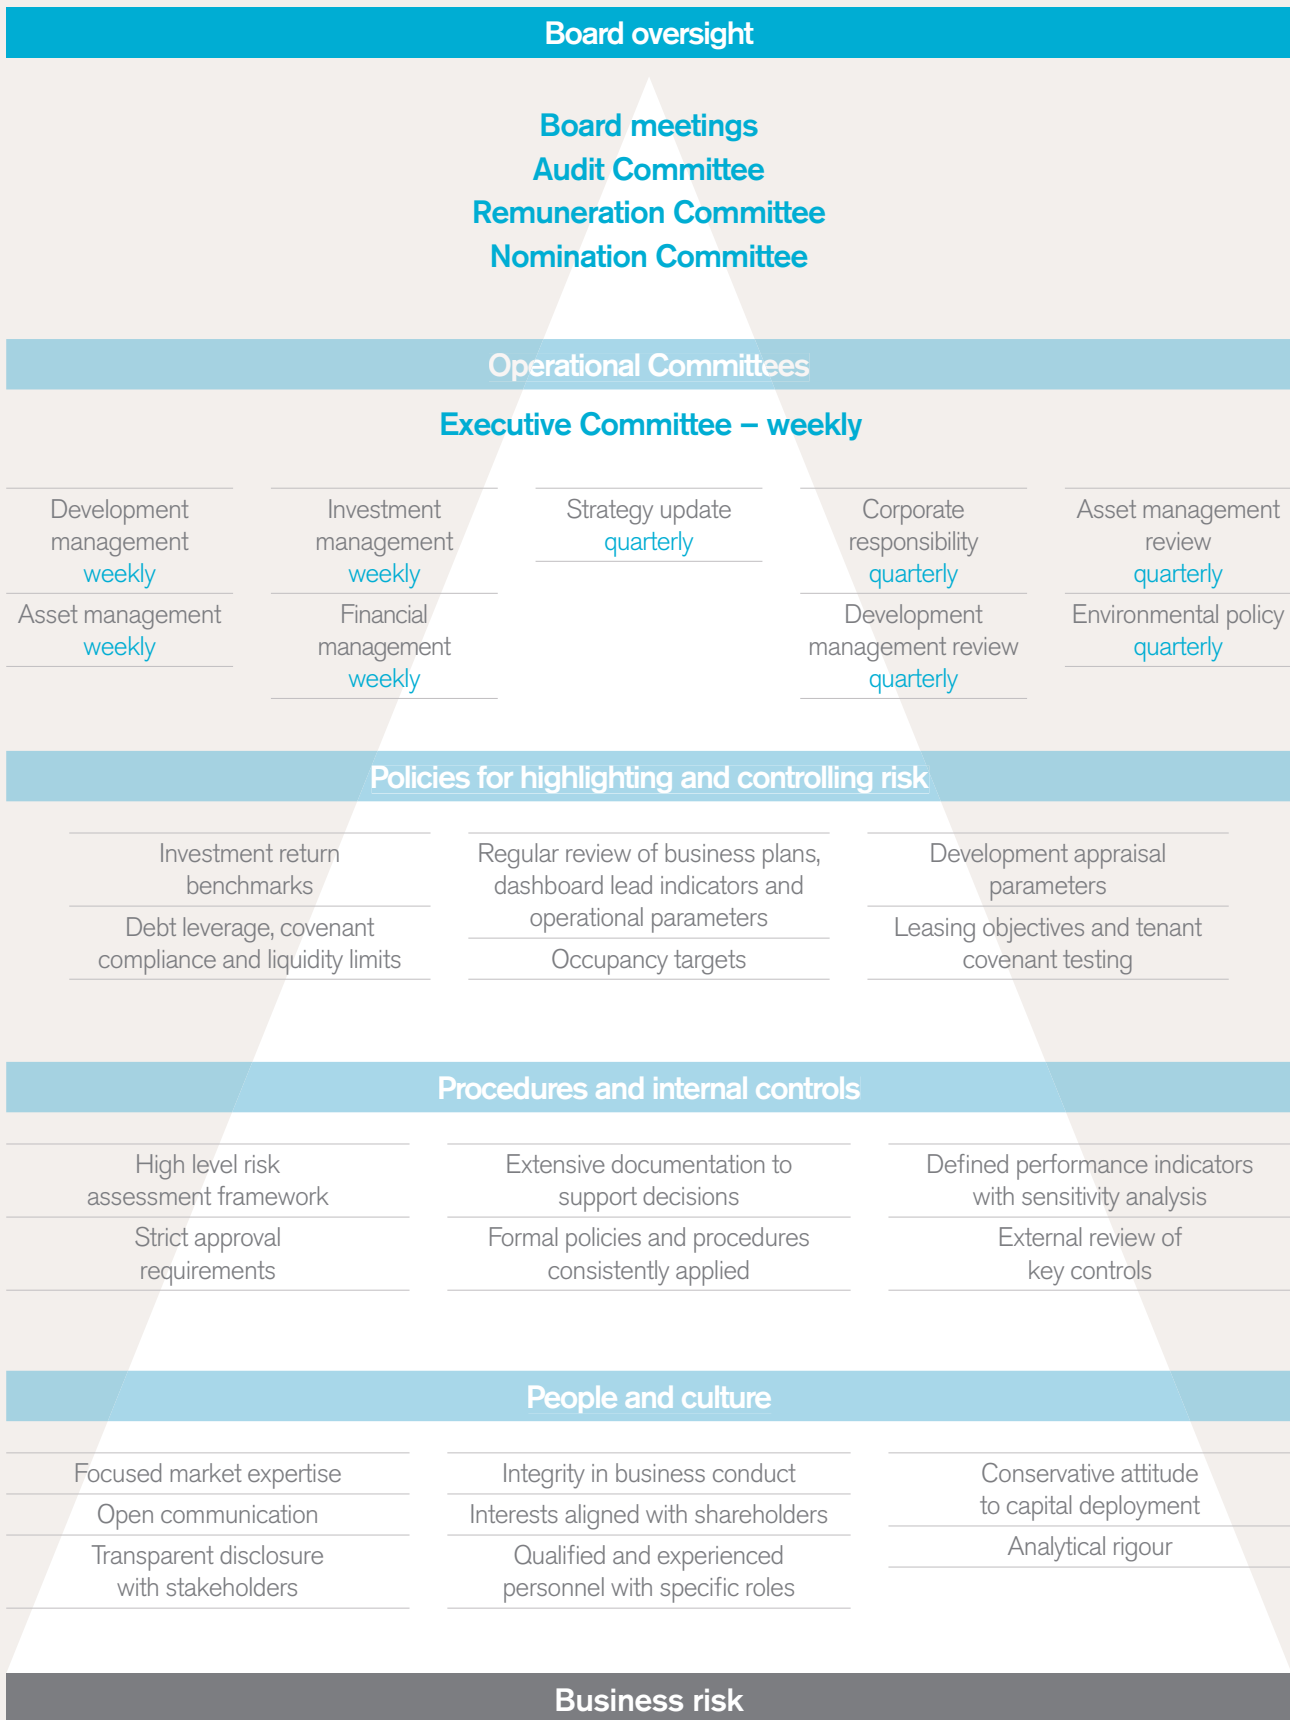 Board oversight
Board meetings
Audit Committee
Remuneration Committee
Nomination Committee
Operational Committees
Executive Committee – weekly
Development
management
weekly
Asset management
weekly
Investment
management
weekly
Financial
management
weekly
Strategy update
quarterly
Corporate
responsibility
quarterly
Development
management review
quarterly
Asset management
review
quarterly
Environmental policy
quarterly
Policies for highlighting and controlling risk
Investment return
benchmarks
Debt leverage, covenant
compliance and liquidity limits
Regular review of business plans,
dashboard lead indicators and
operational parameters
Occupancy targets
Development appraisal
parameters
Leasing objectives and tenant
covenant testing
Procedures and internal controls
High level risk
assessment framework
Strict approval
requirements
Extensive documentation to
support decisions
Formal policies and procedures
consistently applied
Defined performance indicators
with sensitivity analysis
External review of
key controls
People and culture
Focused market expertise
Open communication
Transparent disclosure
with stakeholders
Integrity in business conduct
Interests aligned with shareholders
Qualified and experienced
personnel with specific roles
Conservative attitude
to capital deployment
Analytical rigour
Business risk